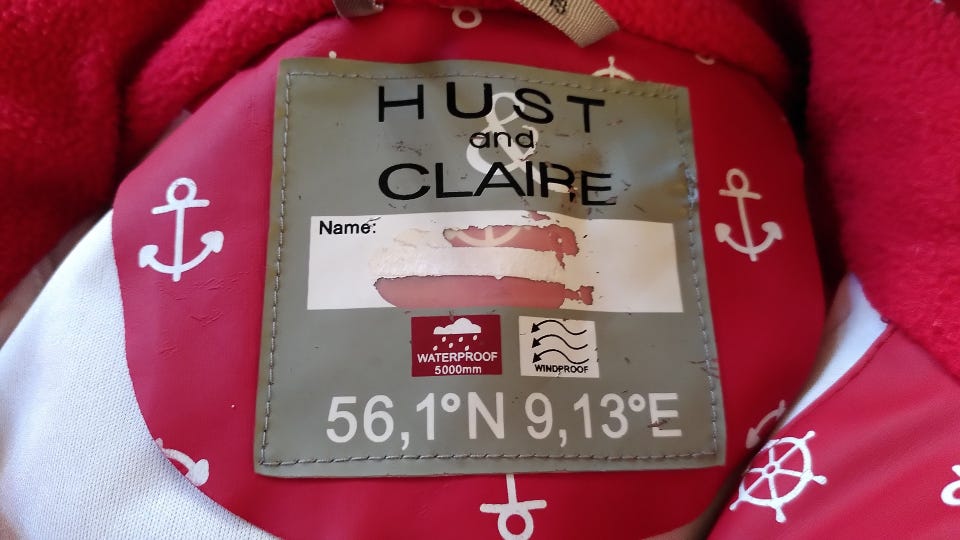 HUST
and
CLAIRE
Name:
WATERPROOF
5000mm
WINDPROOF
56,1°N 9,13°E